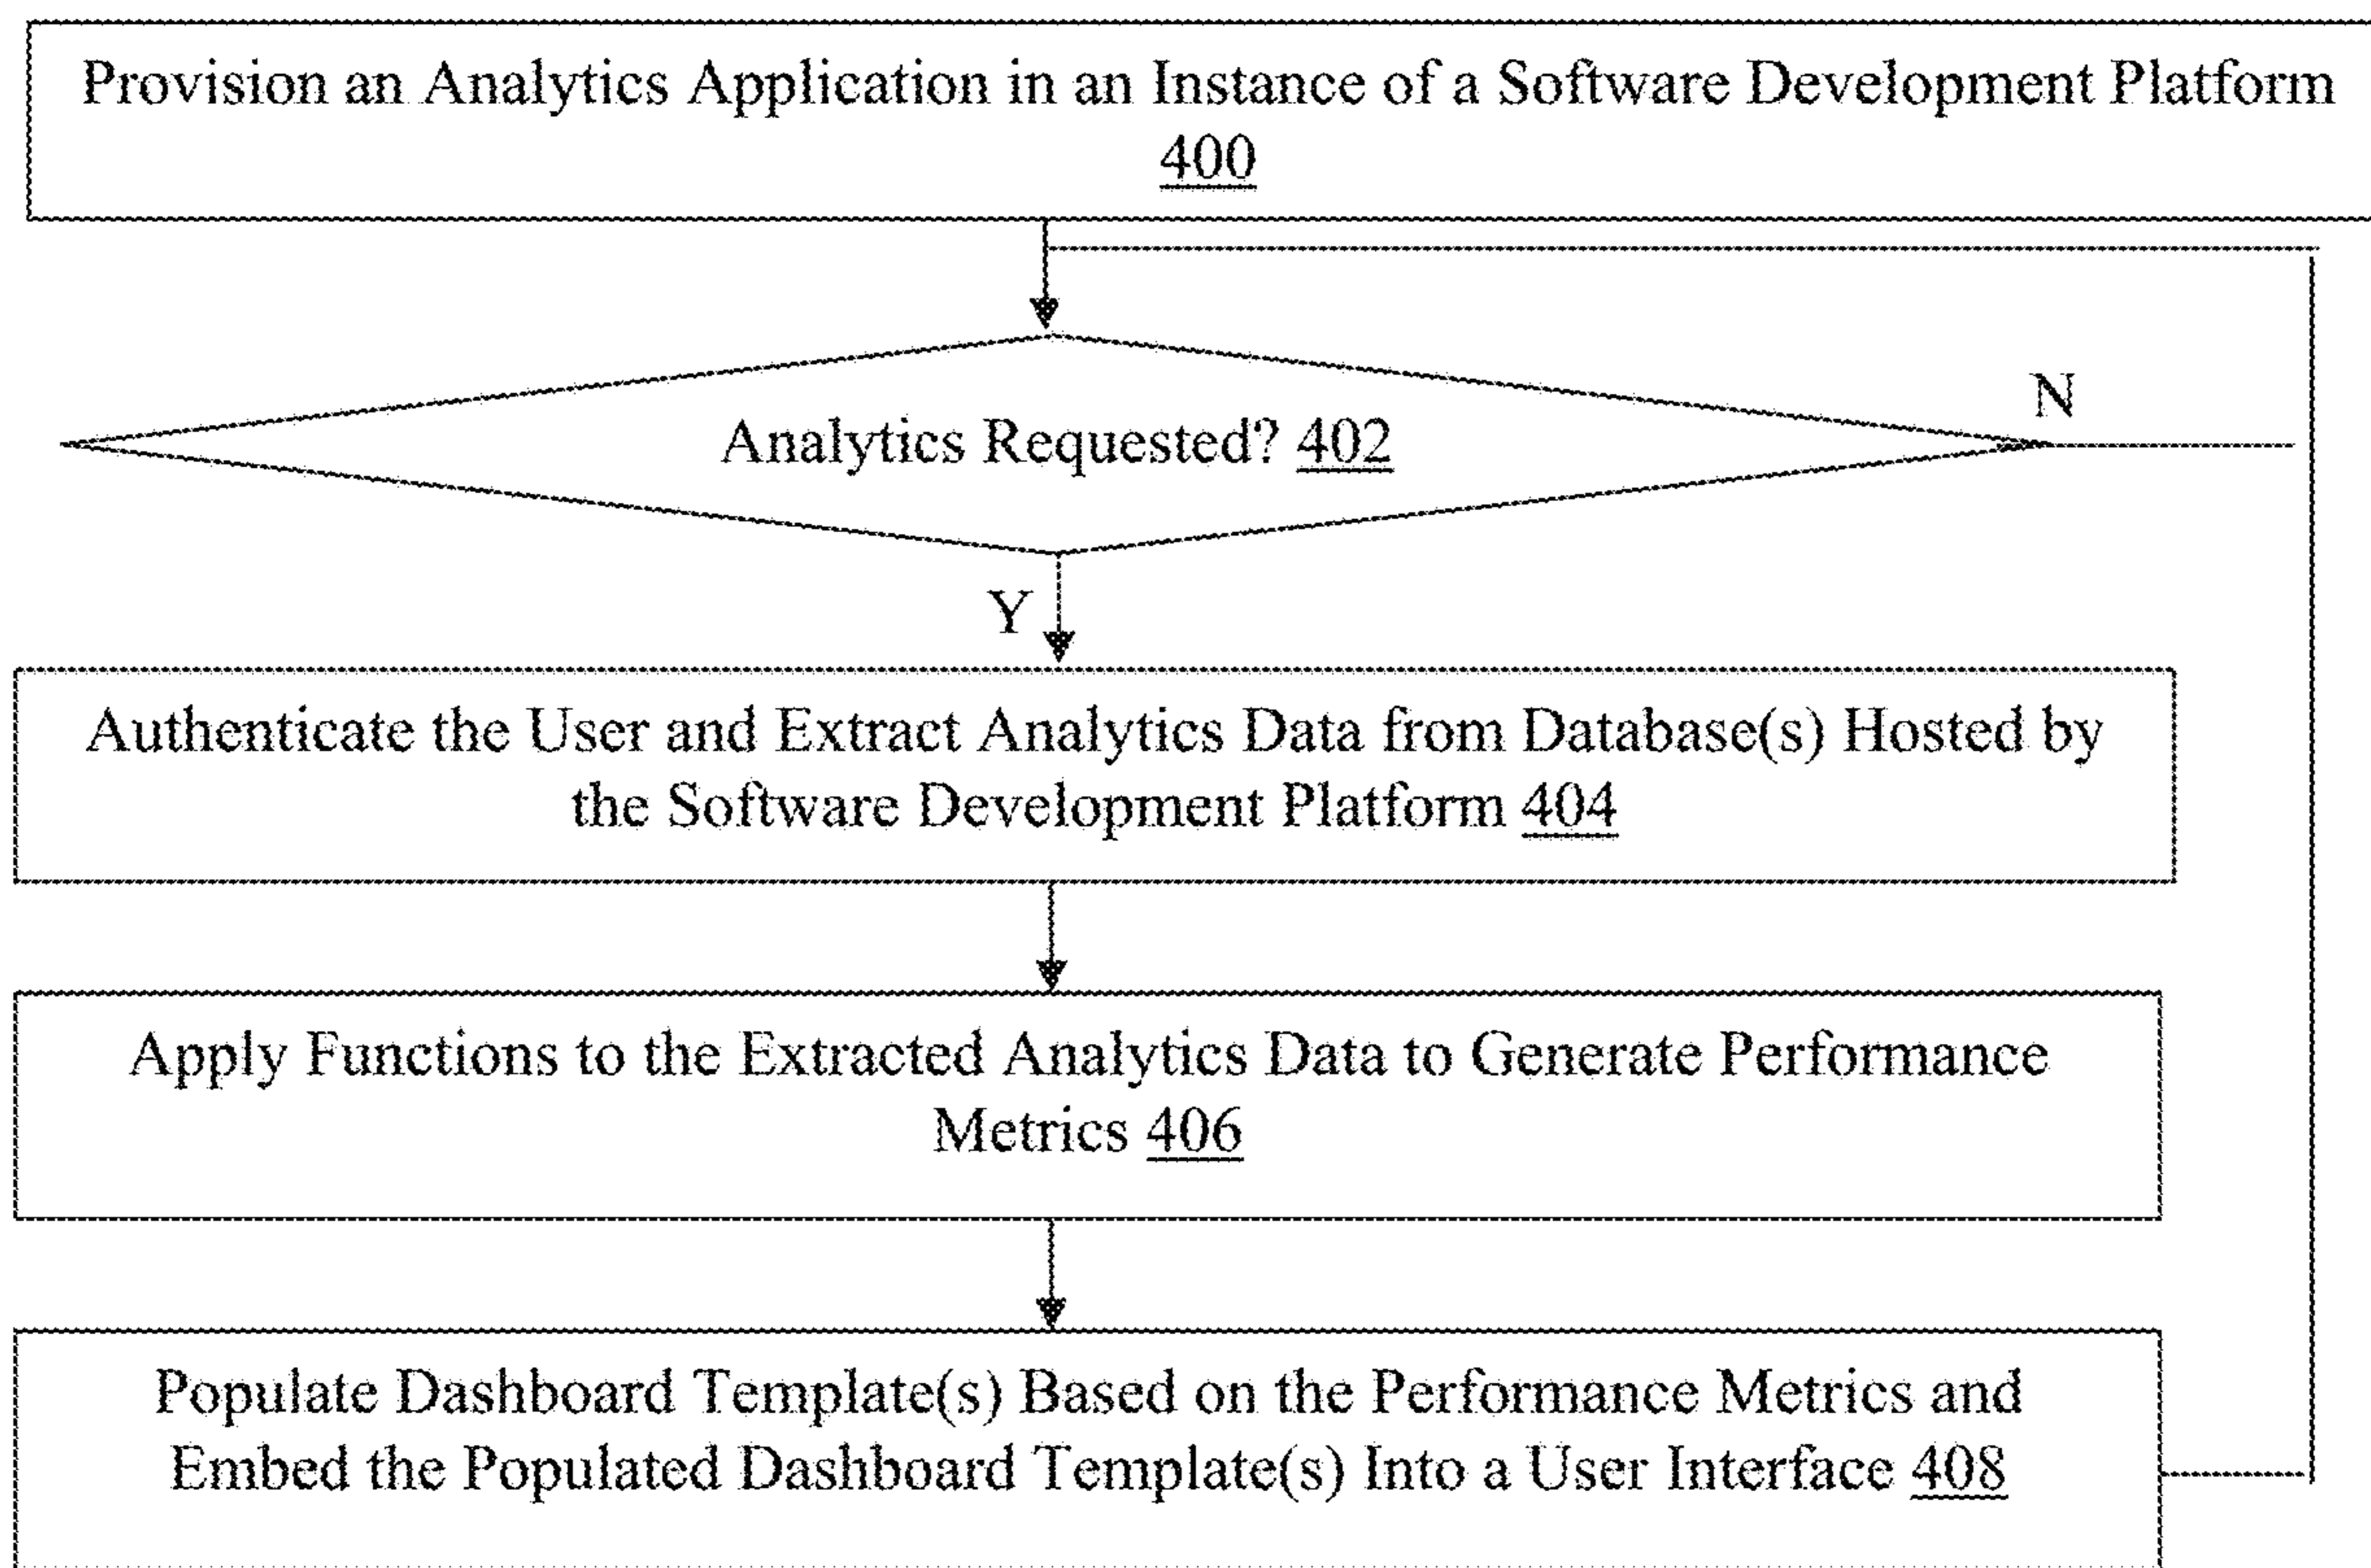 Provision an Analytics Application in an Instance of a Software Development Platform
400
Analytics Requested? 402
N
Y
Authenticate the User and Extract Analytics Data from Database(s) Hosted by
the Software Development Platform 404
Apply Functions to the Extracted Analytics Data to Generate Performance
Metrics 406
Populate Dashboard Template(s) Based on the Performance Metrics and
Embed the Populated Dashboard Template(s) Into a User Interface 408